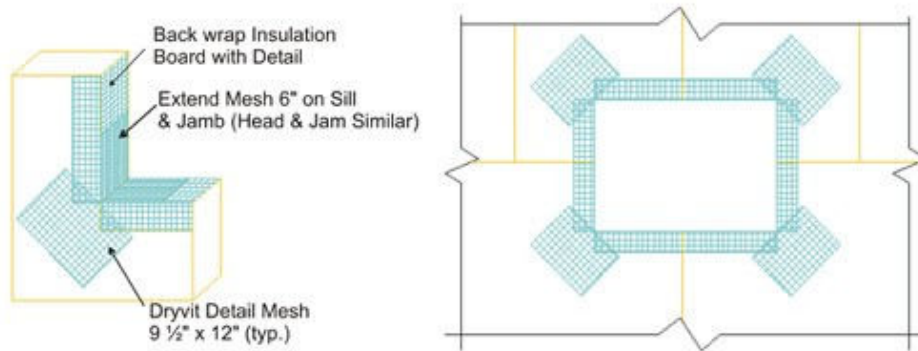 Back wrap Insulation
Board with Detail
Extend Mesh 6" on Sill
& Jamb (Head & Jam Similar)
Dryvit Detail Mesh
9 ½" x 12" (typ.)